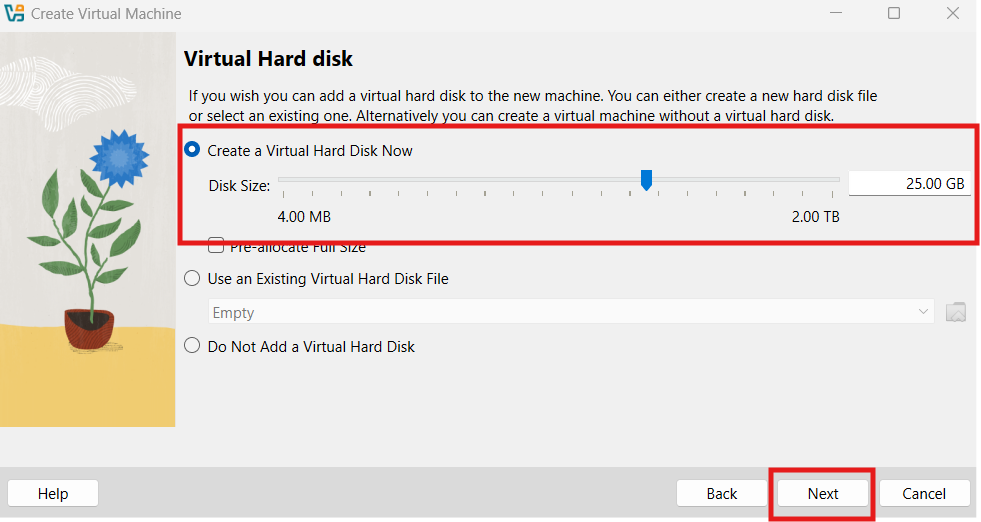 Create Virtual Machine
Virtual Hard disk
If you wish you can add a virtual hard disk to the new machine. You can either create a new hard disk file
or select an existing one. Alternatively you can create a virtual machine without a virtual hard disk.
Create a Virtual Hard Disk Now
Disk Size:
25.00 GB
4.00 MB
2.00 TB
Pre-allocate Full Size
Use an Existing Virtual Hard Disk File
Empty
Do Not Add a Virtual Hard Disk
Help
Back
Next
Cancel